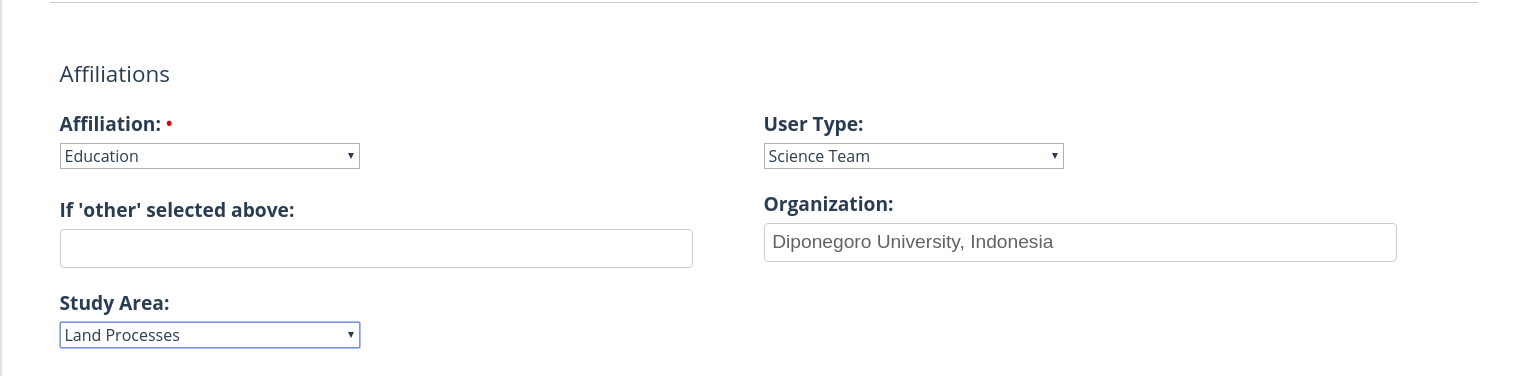 Affiliations
Affiliation: •
Education
User Type:
Science Team
If 'other' selected above:
Organization:
Diponegoro University, Indonesia
Study Area:
Land Processes